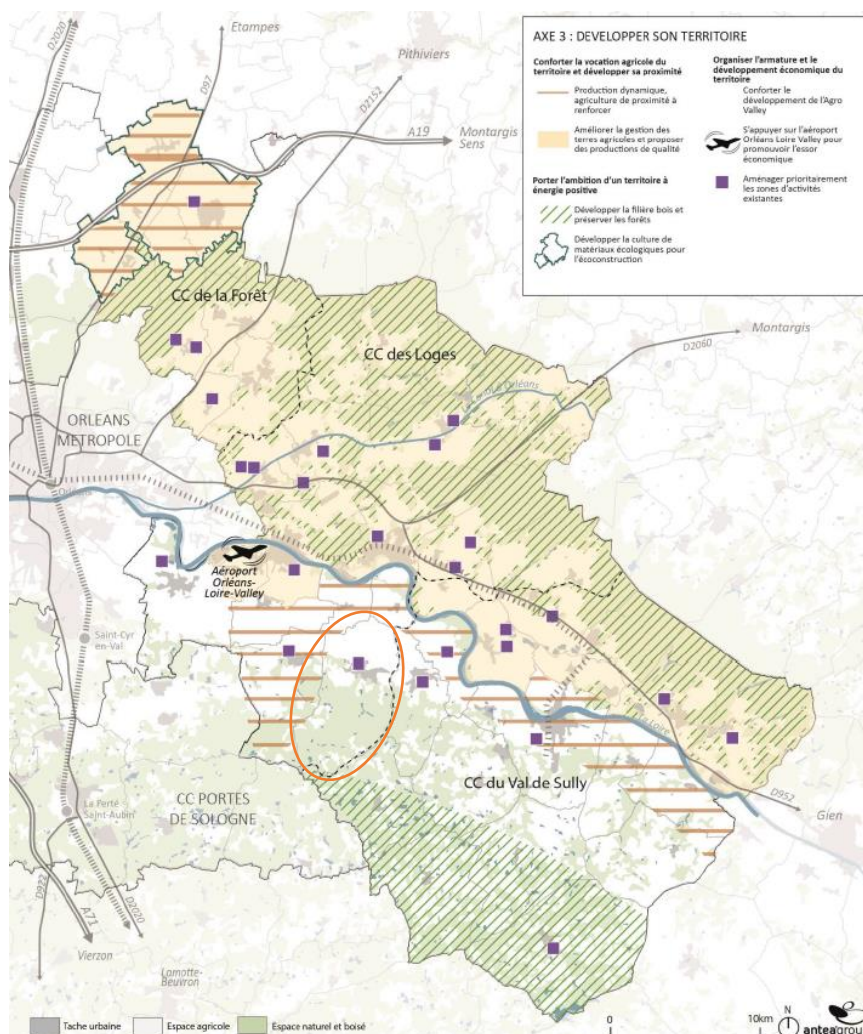 AXE 3 : DEVELOPPER SON TERRITOIRE
Conforter la vocation agricole du
territoire et développer sa proximité
Production dynamique,
agriculture de proximité à
renforcer
Améliorer la gestion des
terres agricoles et proposer
des productions de qualité
Porter l'ambition d'un territoire à
énergie positive
Développer la filière bois et
préserver les forêts
Développer la culture de
matériaux écologiques pour
l'écoconstruction
Organiser l'armature et le
développement économique du
territoire
Conforter le
développement de l'Agro
Valley
S'appuyer sur l'aéroport
Orléans Loire Valley pour
promouvoir l'essor
économique
Aménager prioritairement
les zones d'activités
existantes
D2020
Etampes
D97
Pithiviers
D2152
A19
Montargis
Sens
CC de la Forêt
CC des Loges
Montargis
D2060
d'Orléans
ORLEANS
METROPOLE
Orléans
Aéroport
Orléans-
Loire-Valley
Saint-Cyr
en-Val
La Loire
CC du Val de Sully
La Ferté
Saint-Aubin
CC PORTES
DE SOLOGNE
D952
Gien
D922
A71
D2020
Vierzon
Lamotte-
Beuvron
Tache urbaine
Espace agricole
Espace naturel et boisé
0
10km
N
anteagroup